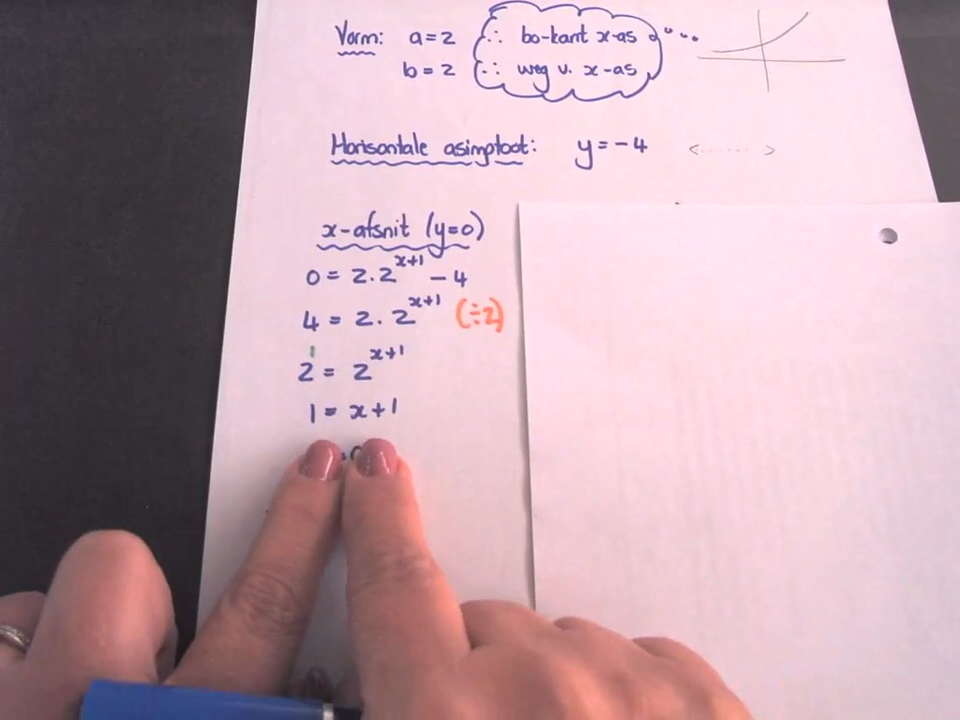 Vorm: a=2 ∴ bo-kant x-as
b=2 ∴ weg v. x-as
Horisontale asimptoot: y=-4
x-afsnit (y=0)
0 = 2.2^{x+1} - 4
4 = 2. 2^{x+1} (÷2)
2^{1} = 2^{x+1}
1 = x+1